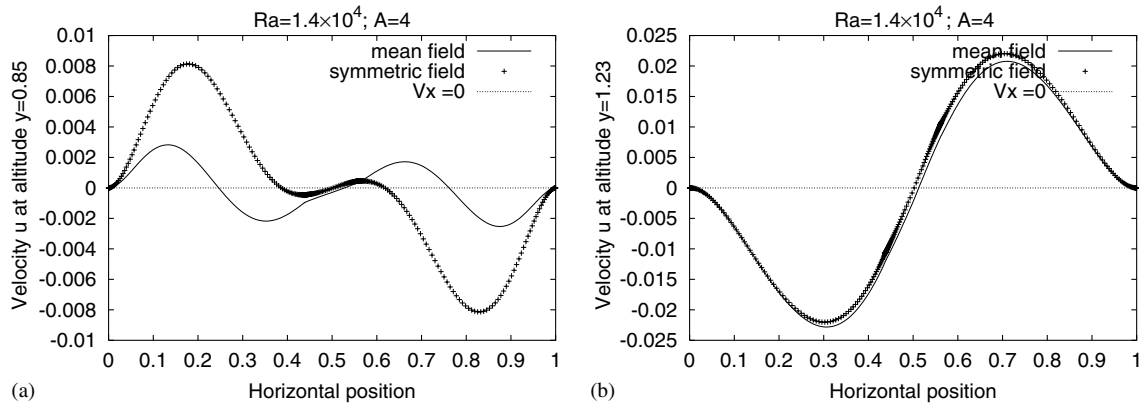 Ra=1.4×10⁴; A=4
mean field
symmetric field
Vx =0
0.01
0.008
0.006
0.004
0.002
0
-0.002
-0.004
-0.006
-0.008
-0.01
Velocity u at altitude y=0.85
0 0.1 0.2 0.3 0.4 0.5 0.6 0.7 0.8 0.9 1
Horizontal position
(a)
Ra=1.4×10⁴; A=4
mean field
symmetric field
Vx =0
0.025
0.02
0.015
0.01
0.005
0
-0.005
-0.01
-0.015
-0.02
-0.025
Velocity u at altitude y=1.23
0 0.1 0.2 0.3 0.4 0.5 0.6 0.7 0.8 0.9 1
Horizontal position
(b)